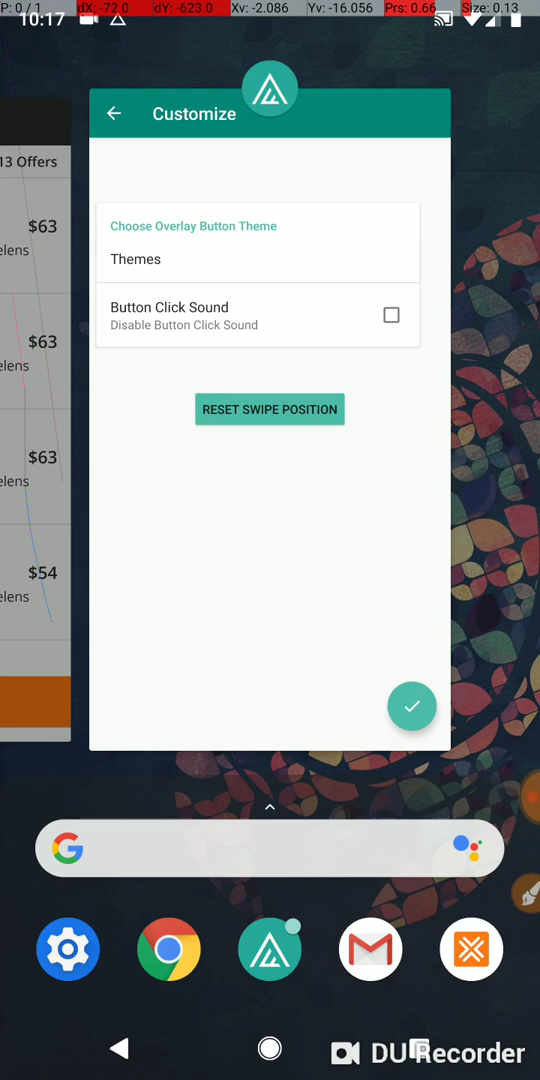 P: 0 / 1 dX: -72.0 dY: -623.0 Xv: -2.086 Yv: -16.056 Prs: 0.66 Size: 0.13
10:17
Customize
13 Offers
Choose Overlay Button Theme
$63
elens
Themes
Button Click Sound
Disable Button Click Sound
$63
elens
RESET SWIPE POSITION
$63
elens
$54
elens
DU Recorder